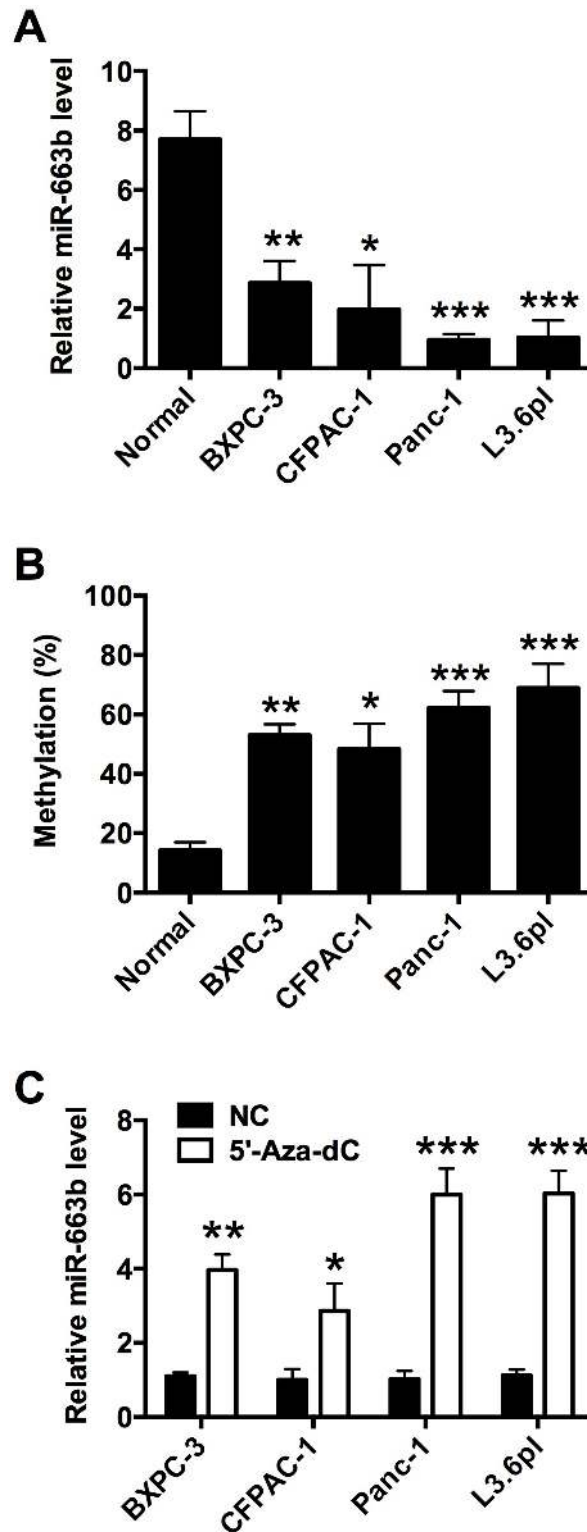 A
Relative miR-663b level
10
8
6
4
2
0
** * *** ***
Normal BXPC-3 CFPAC-1 Panc-1 L3.6pl
B
Methylation (%)
100
80
60
40
20
0
** * *** ***
Normal BXPC-3 CFPAC-1 Panc-1 L3.6pl
C
Relative miR-663b level
8
6
4
2
0
NC
5'-Aza-dC
** * *** ***
BXPC-3 CFPAC-1 Panc-1 L3.6pl